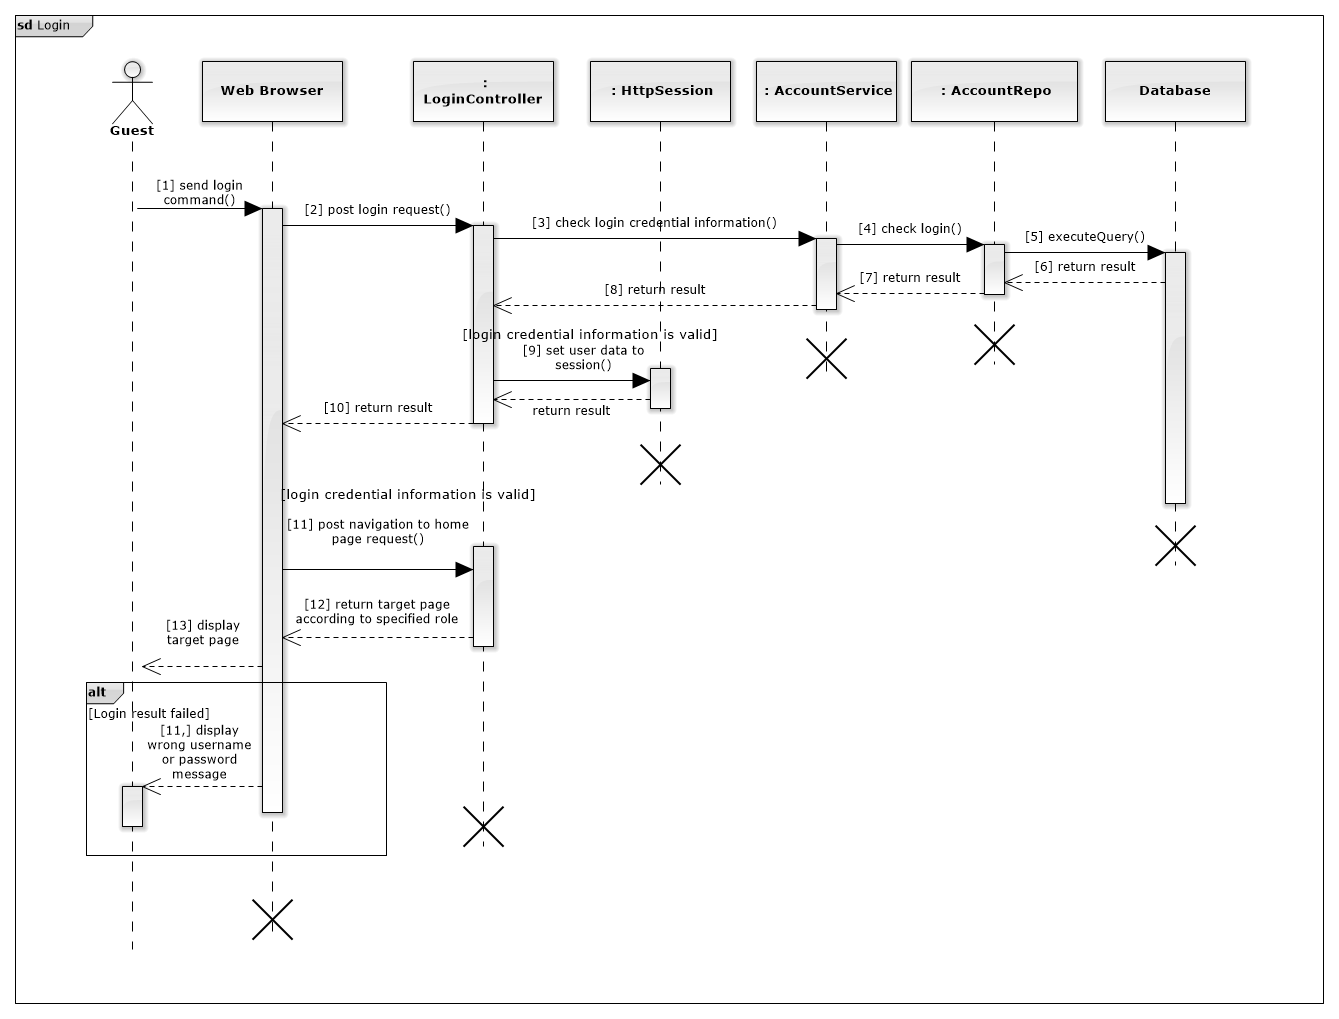 sd Login
Guest
Web Browser
:
LoginController
: HttpSession
: AccountService
: AccountRepo
Database
[1] send login
command()
[2] post login request()
[3] check login credential information()
[4] check login()
[5] executeQuery()
[6] return result
[7] return result
[8] return result
[login credential information is valid]
[9] set user data to
session()
return result
[10] return result
[login credential information is valid]
[11] post navigation to home
page request()
[12] return target page
according to specified role
[13] display
target page
alt
[Login result failed]
[11,] display
wrong username
or password
message